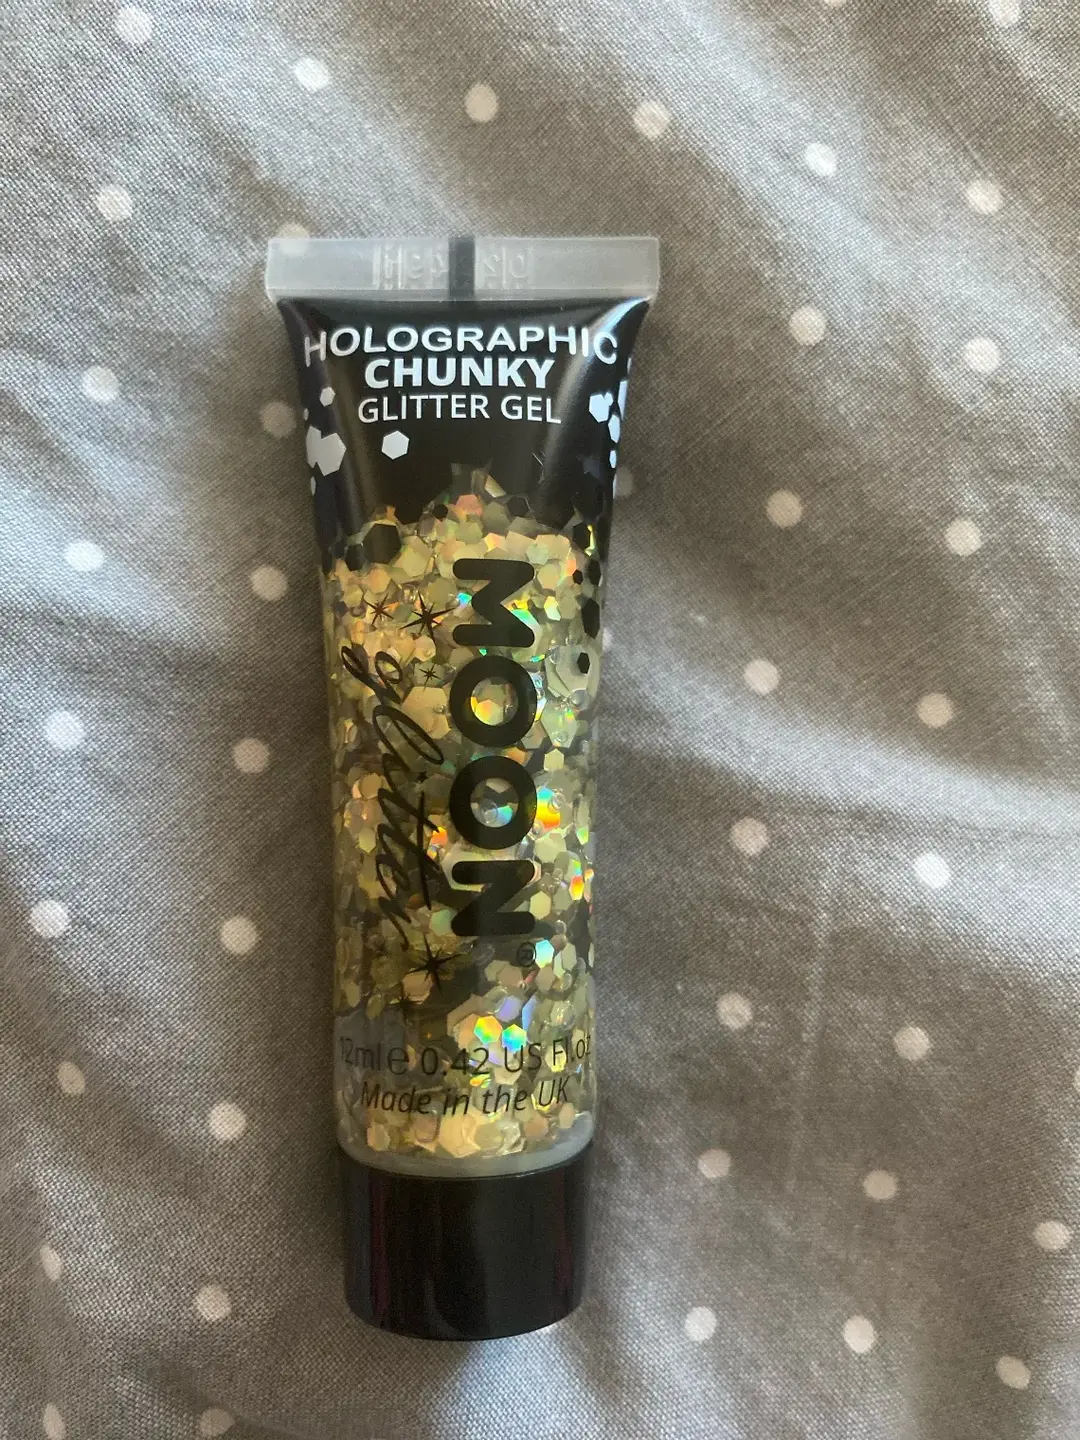 HOLOGRAPHIC
CHUNKY
GLITTER GEL
MOON®
glitter
12ml e 0.42 US Fl.oz
Made in the UK